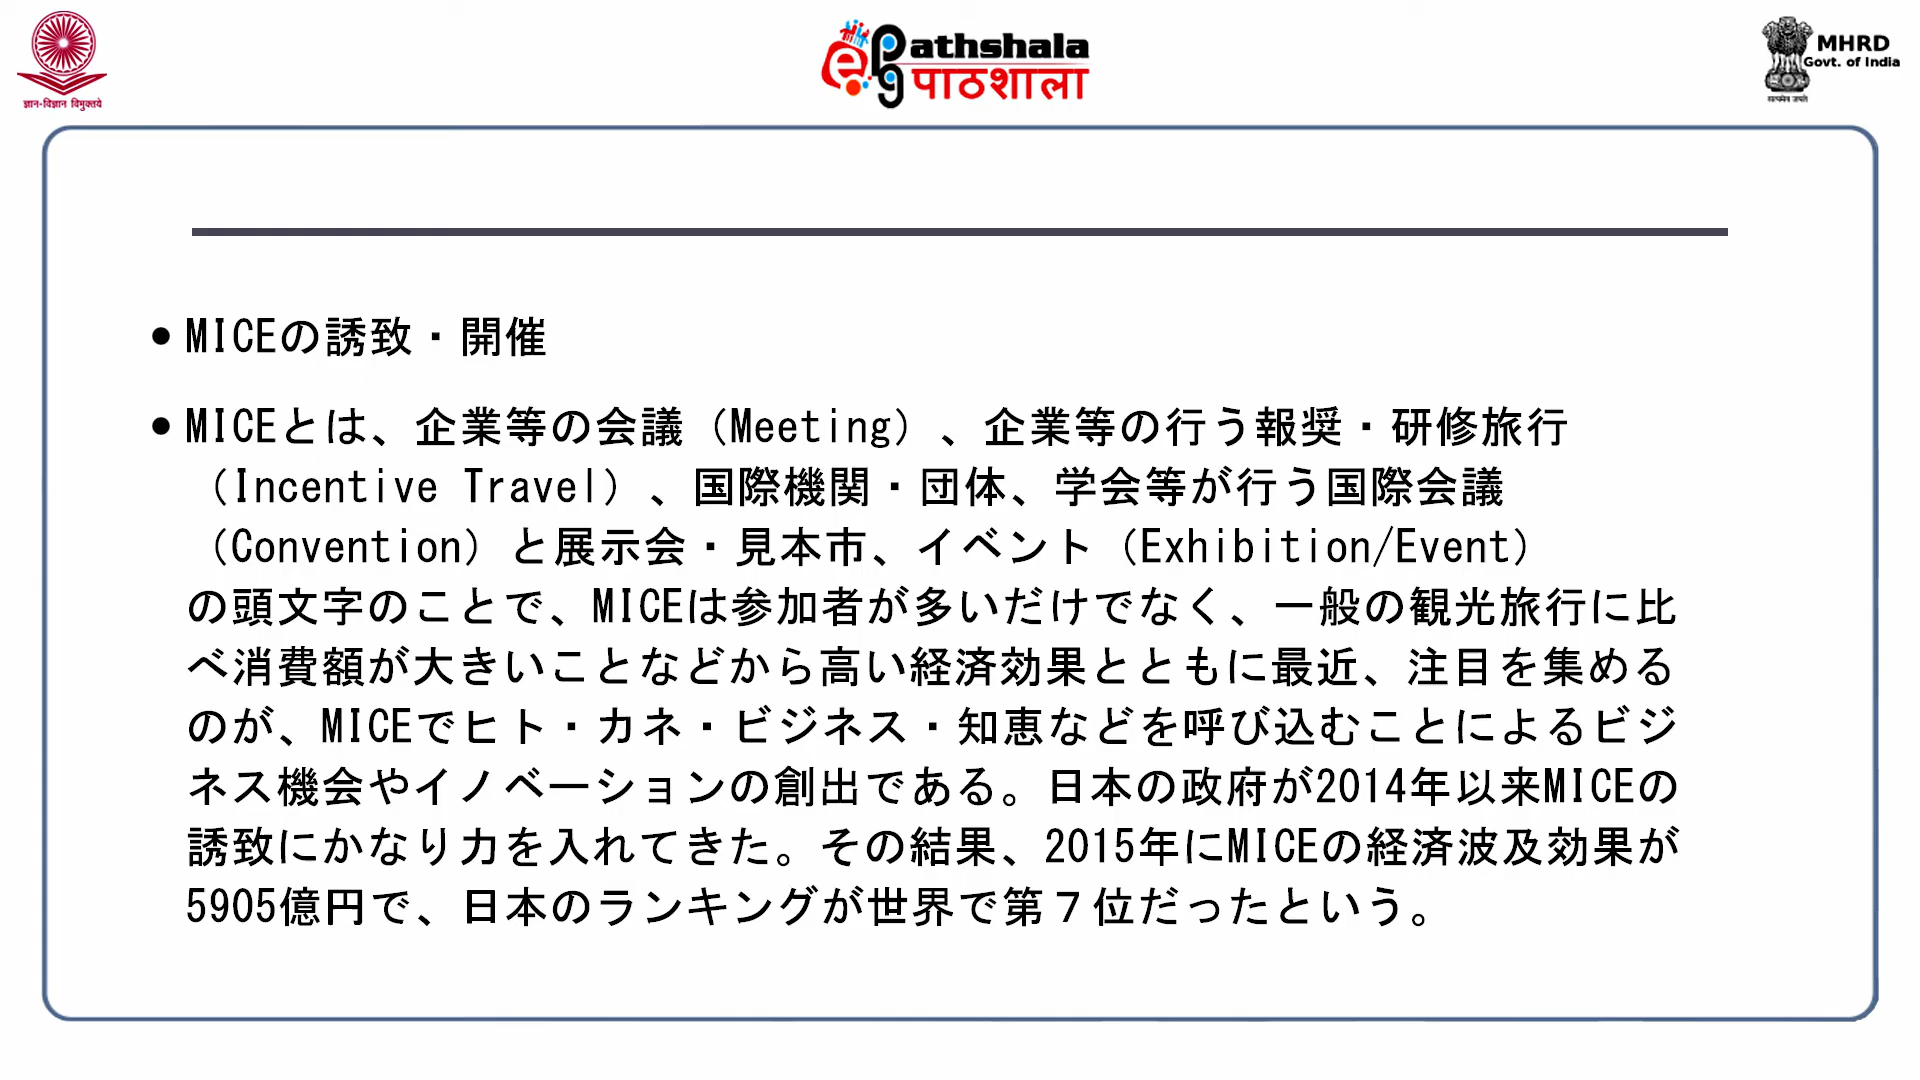 ज्ञान-विज्ञान विमुक्तये
epg Pathshala
पाठशाला
MHRD
Govt. of India
सत्यमेव जयते
• MICEの誘致・開催
• MICEとは、企業等の会議（Meeting）、企業等の行う報奨・研修旅行
（Incentive Travel）、国際機関・団体、学会等が行う国際会議
（Convention）と展示会・見本市、イベント（Exhibition/Event）
の頭文字のことで、MICEは参加者が多いだけでなく、一般の観光旅行に比
べ消費額が大きいことなどから高い経済効果とともに最近、注目を集める
のが、MICEでヒト・カネ・ビジネス・知恵などを呼び込むことによるビジ
ネス機会やイノベーションの創出である。日本の政府が2014年以来MICEの
誘致にかなり力を入れてきた。その結果、2015年にMICEの経済波及効果が
5905億円で、日本のランキングが世界で第７位だったという。